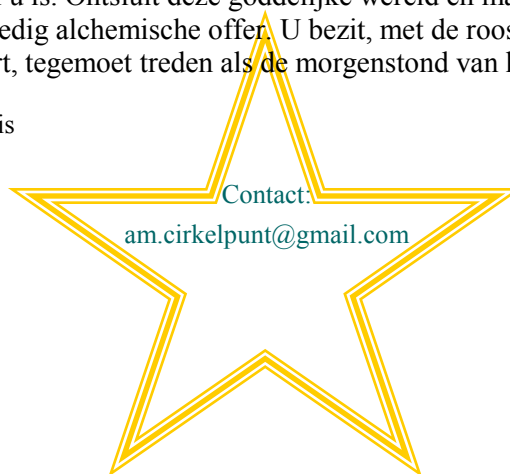 u is. Ontsluit deze goddelijke wereld en
edig alchemische offer. U bezit, met de roos
rt, tegemoet treden als de morgenstond van
is
Contact:
am.cirkelpunt@gmail.com